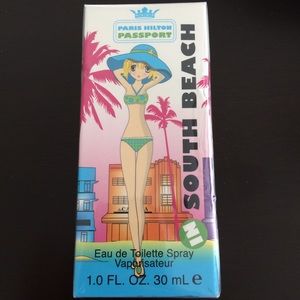 PARIS HILTON
PASSPORT
IN SOUTH BEACH
Eau de Toilette Spray
Vaporisateur
1.0 FL. OZ. 30 mL e